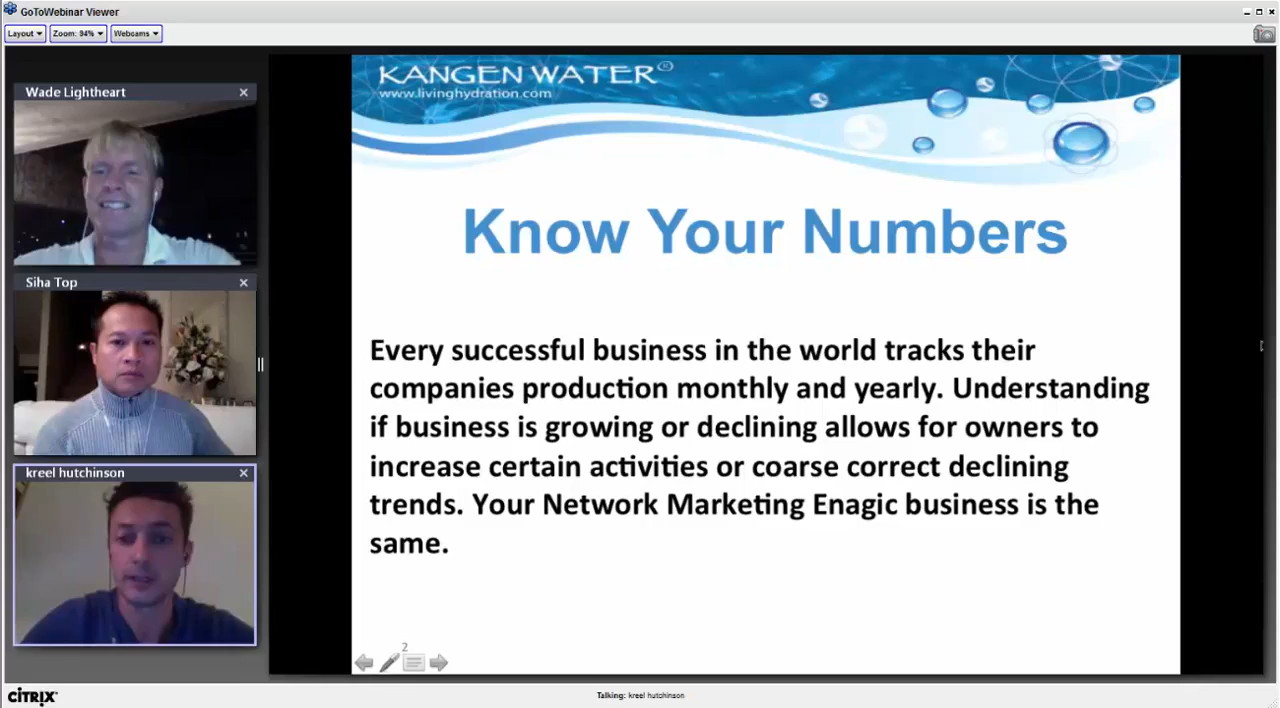 GoToWebinar Viewer
Layout Zoom: 94% Webcams
Wade Lightheart
Siha Top
kreel hutchinson
KANGEN WATER®
www.livinghydration.com
Know Your Numbers
Every successful business in the world tracks their
companies production monthly and yearly. Understanding
if business is growing or declining allows for owners to
increase certain activities or coarse correct declining
trends. Your Network Marketing Enagic business is the
same.
2
CITRIX
Talking: kreel hutchinson